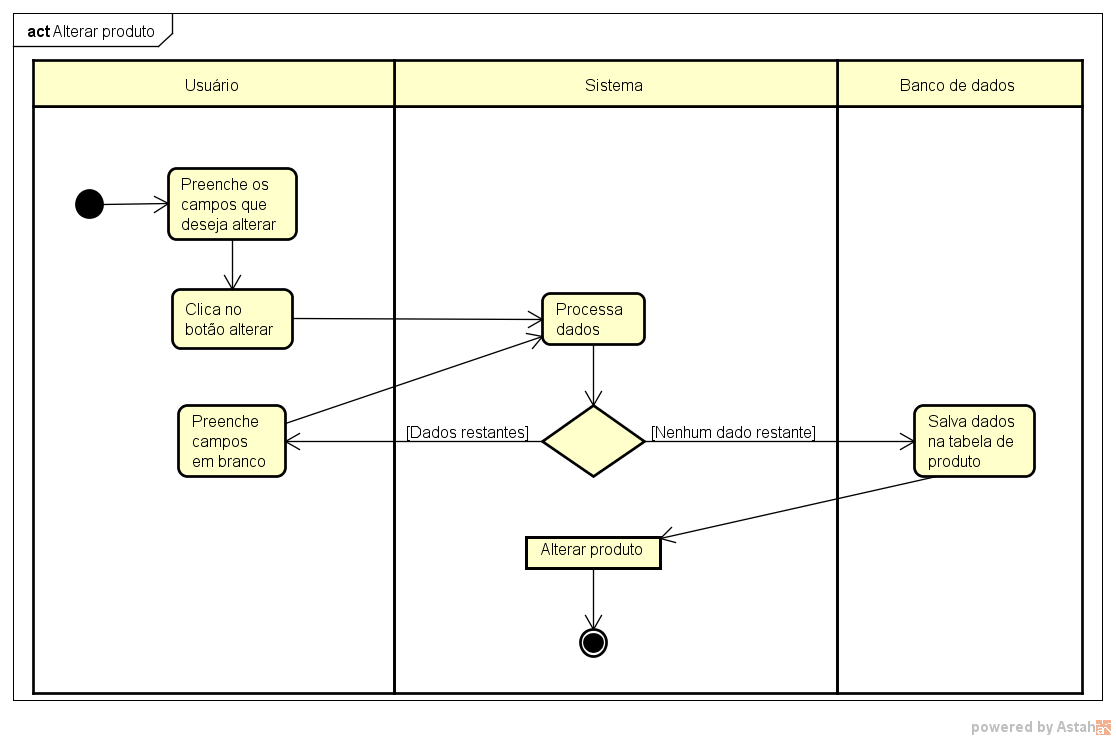 act Alterar produto
Usuário
Sistema
Banco de dados
Preenche os
campos que
deseja alterar
Clica no
botão alterar
Processa
dados
Preenche
campos
em branco
[Dados restantes]
[Nenhum dado restante]
Salva dados
na tabela de
produto
Alterar produto
powered by Astah